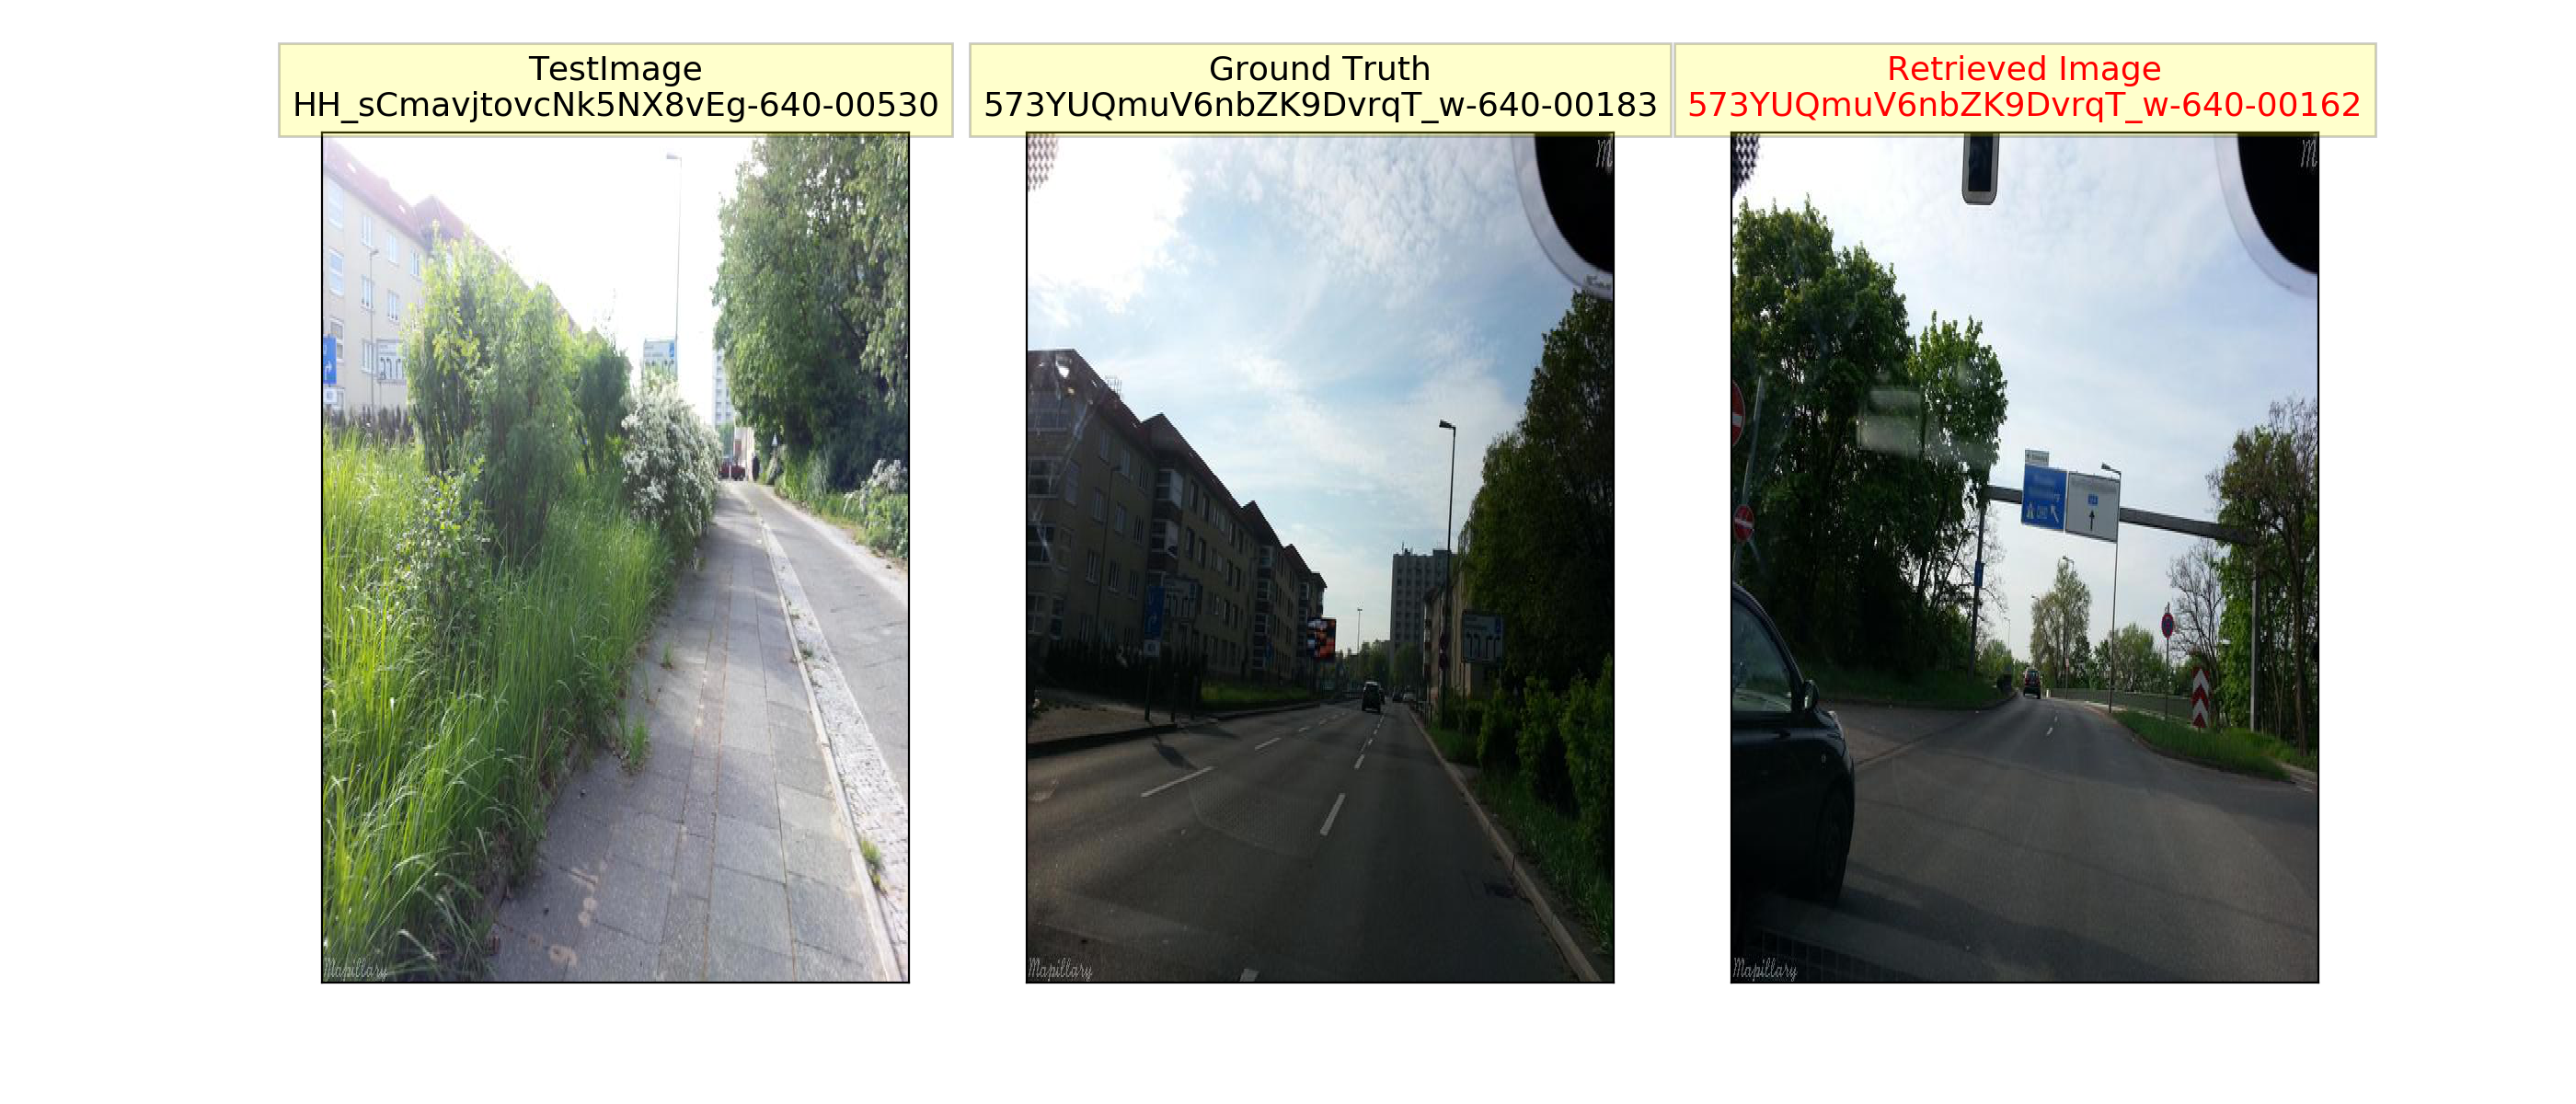 TestImage
HH_sCmavjtovcNk5NX8vEg-640-00530
Ground Truth
573YUQmuV6nbZK9DvrqT_w-640-00183
Retrieved Image
573YUQmuV6nbZK9DvrqT_w-640-00162
M
M
Mapillary
Mapillary
Mapillary